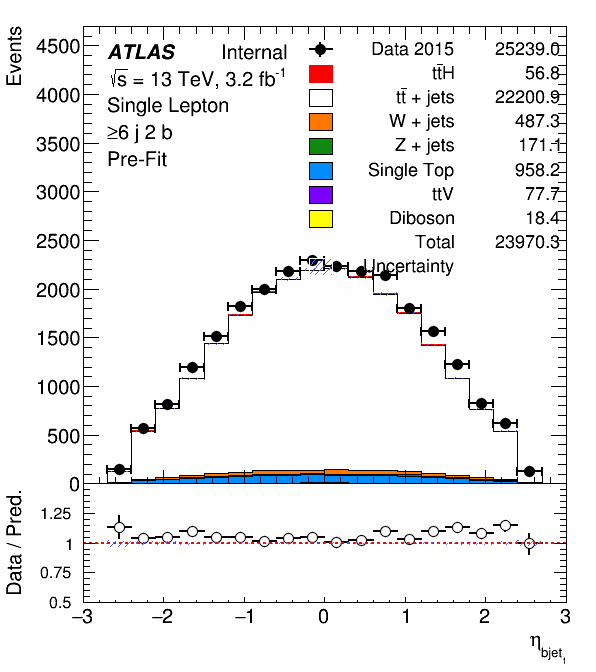 Events
4500
4000
3500
3000
2500
2000
1500
1000
500
0
ATLAS Internal
√s = 13 TeV, 3.2 fb⁻¹
Single Lepton
≥6 j 2 b
Pre-Fit
Data 2015 25239.0
tt̄H 56.8
tt̄ + jets 22200.9
W + jets 487.3
Z + jets 171.1
Single Top 958.2
ttV 77.7
Diboson 18.4
Total 23970.3
Uncertainty
Data / Pred.
1.25
1
0.75
0.5
−3 −2 −1 0 1 2 3
η_bjet₁